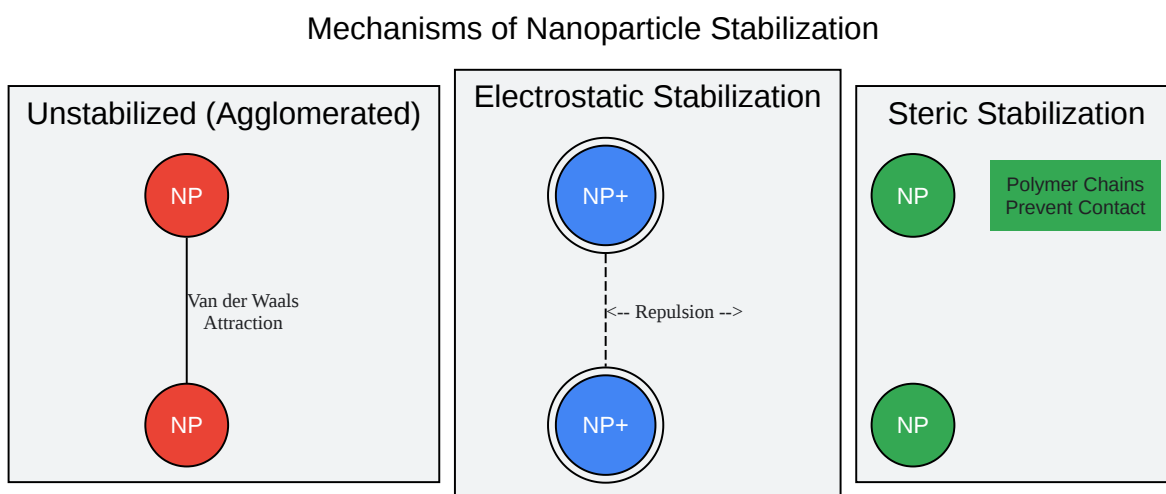 Mechanisms of Nanoparticle Stabilization
Unstabilized (Agglomerated)
NP
Van der Waals
Attraction
NP
Electrostatic Stabilization
NP+
<-- Repulsion -->
NP+
Steric Stabilization
NP
Polymer Chains
Prevent Contact
NP